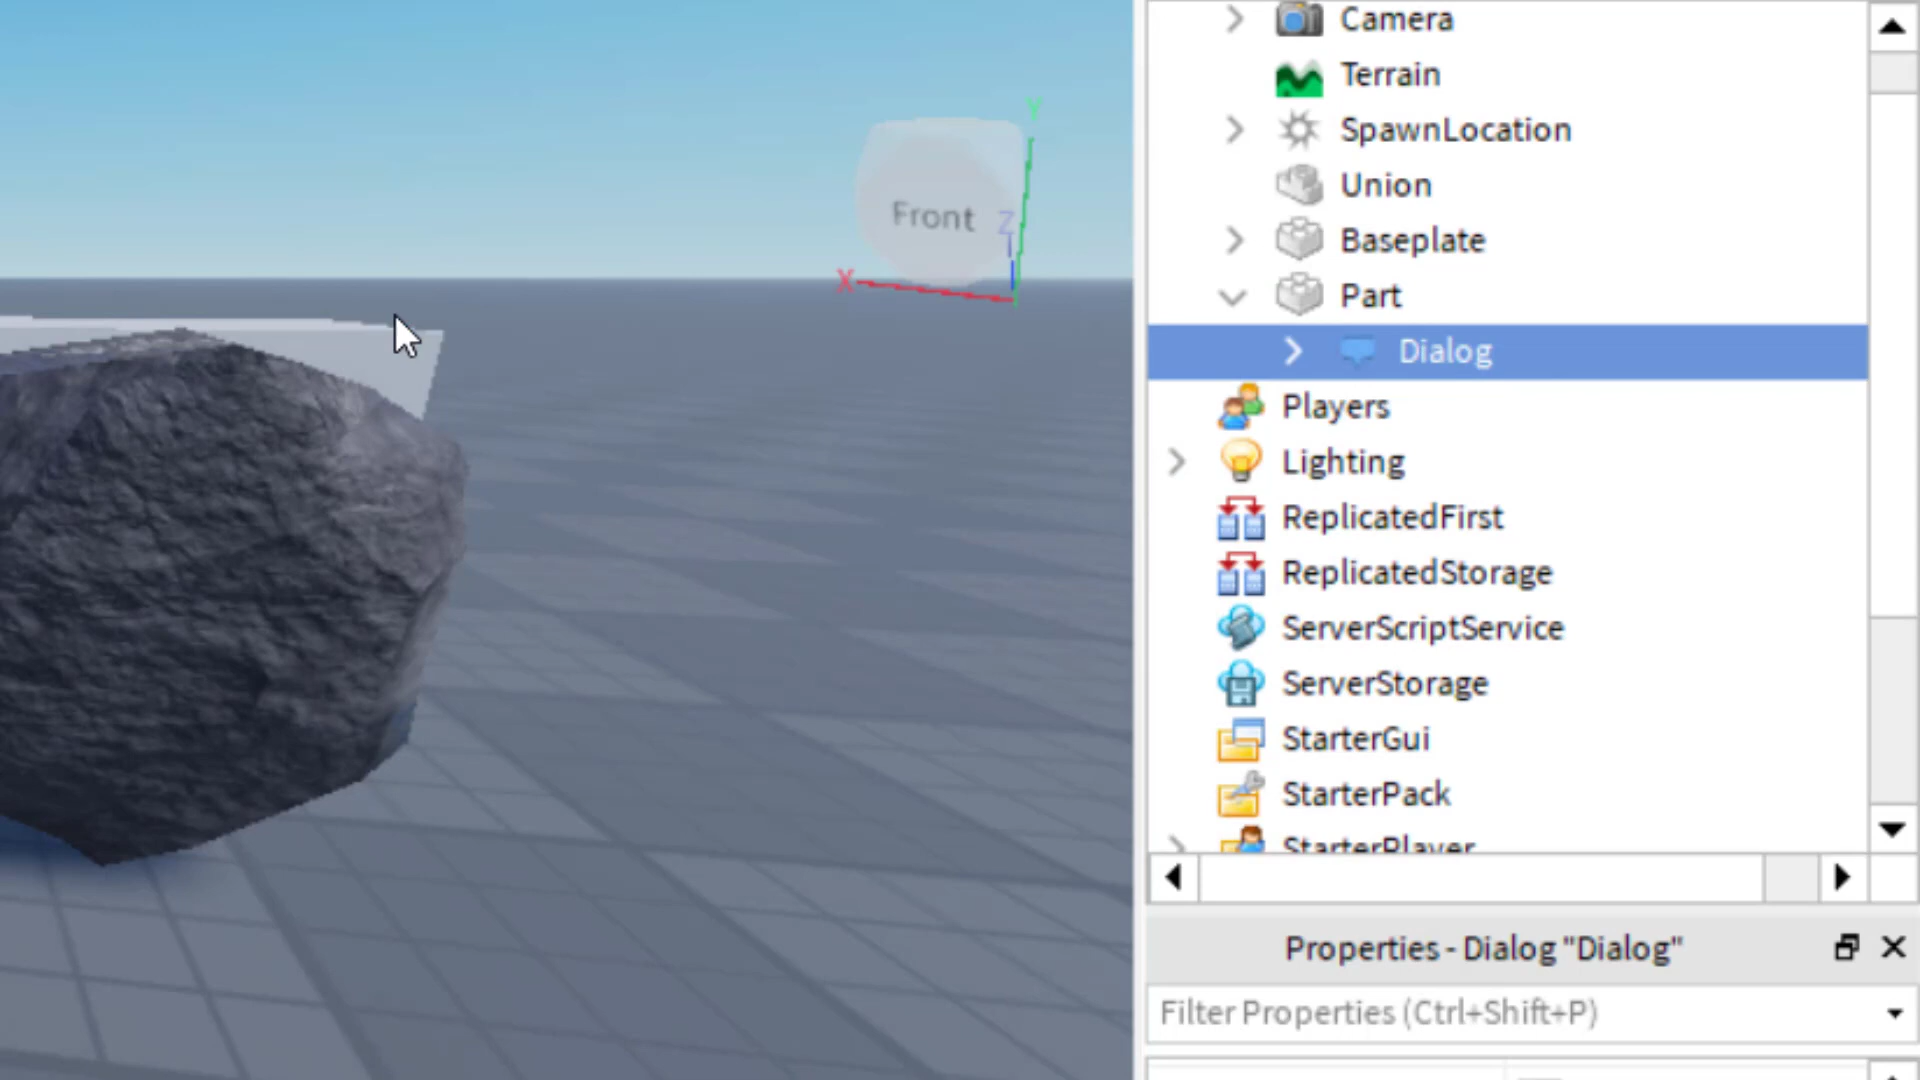 Camera
Terrain
SpawnLocation
Union
Baseplate
Part
Dialog
Players
Lighting
ReplicatedFirst
ReplicatedStorage
ServerScriptService
ServerStorage
StarterGui
StarterPack
StarterPlayer
Properties - Dialog "Dialog"
Filter Properties (Ctrl+Shift+P)
Y
Front
Z
X